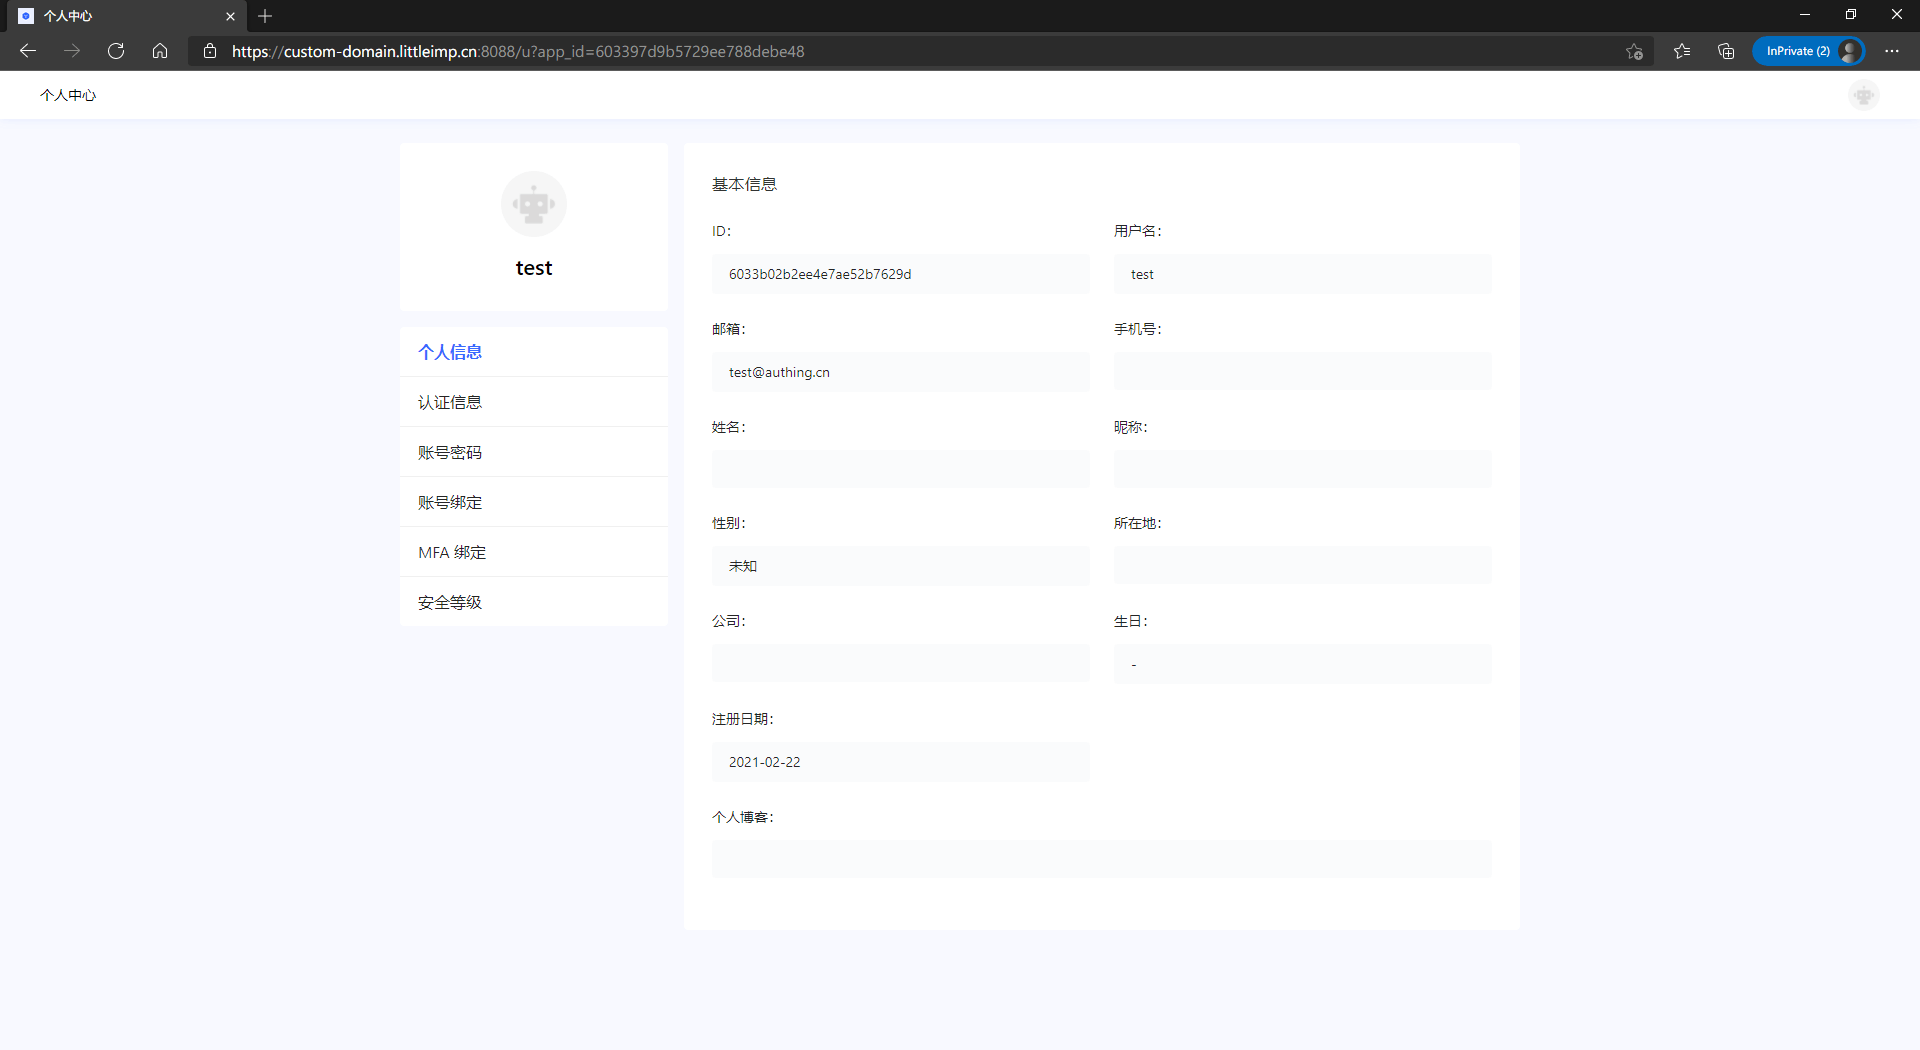 个人中心
https://custom-domain.littleimp.cn:8088/u?app_id=603397d9b5729ee788debe48
InPrivate (2)
个人中心
test
个人信息
认证信息
账号密码
账号绑定
MFA 绑定
安全等级
基本信息
ID:
用户名:
6033b02b2ee4e7ae52b7629d
test
邮箱:
手机号:
test@authing.cn
姓名:
昵称:
性别:
所在地:
未知
公司:
生日:
-
注册日期:
2021-02-22
个人博客: